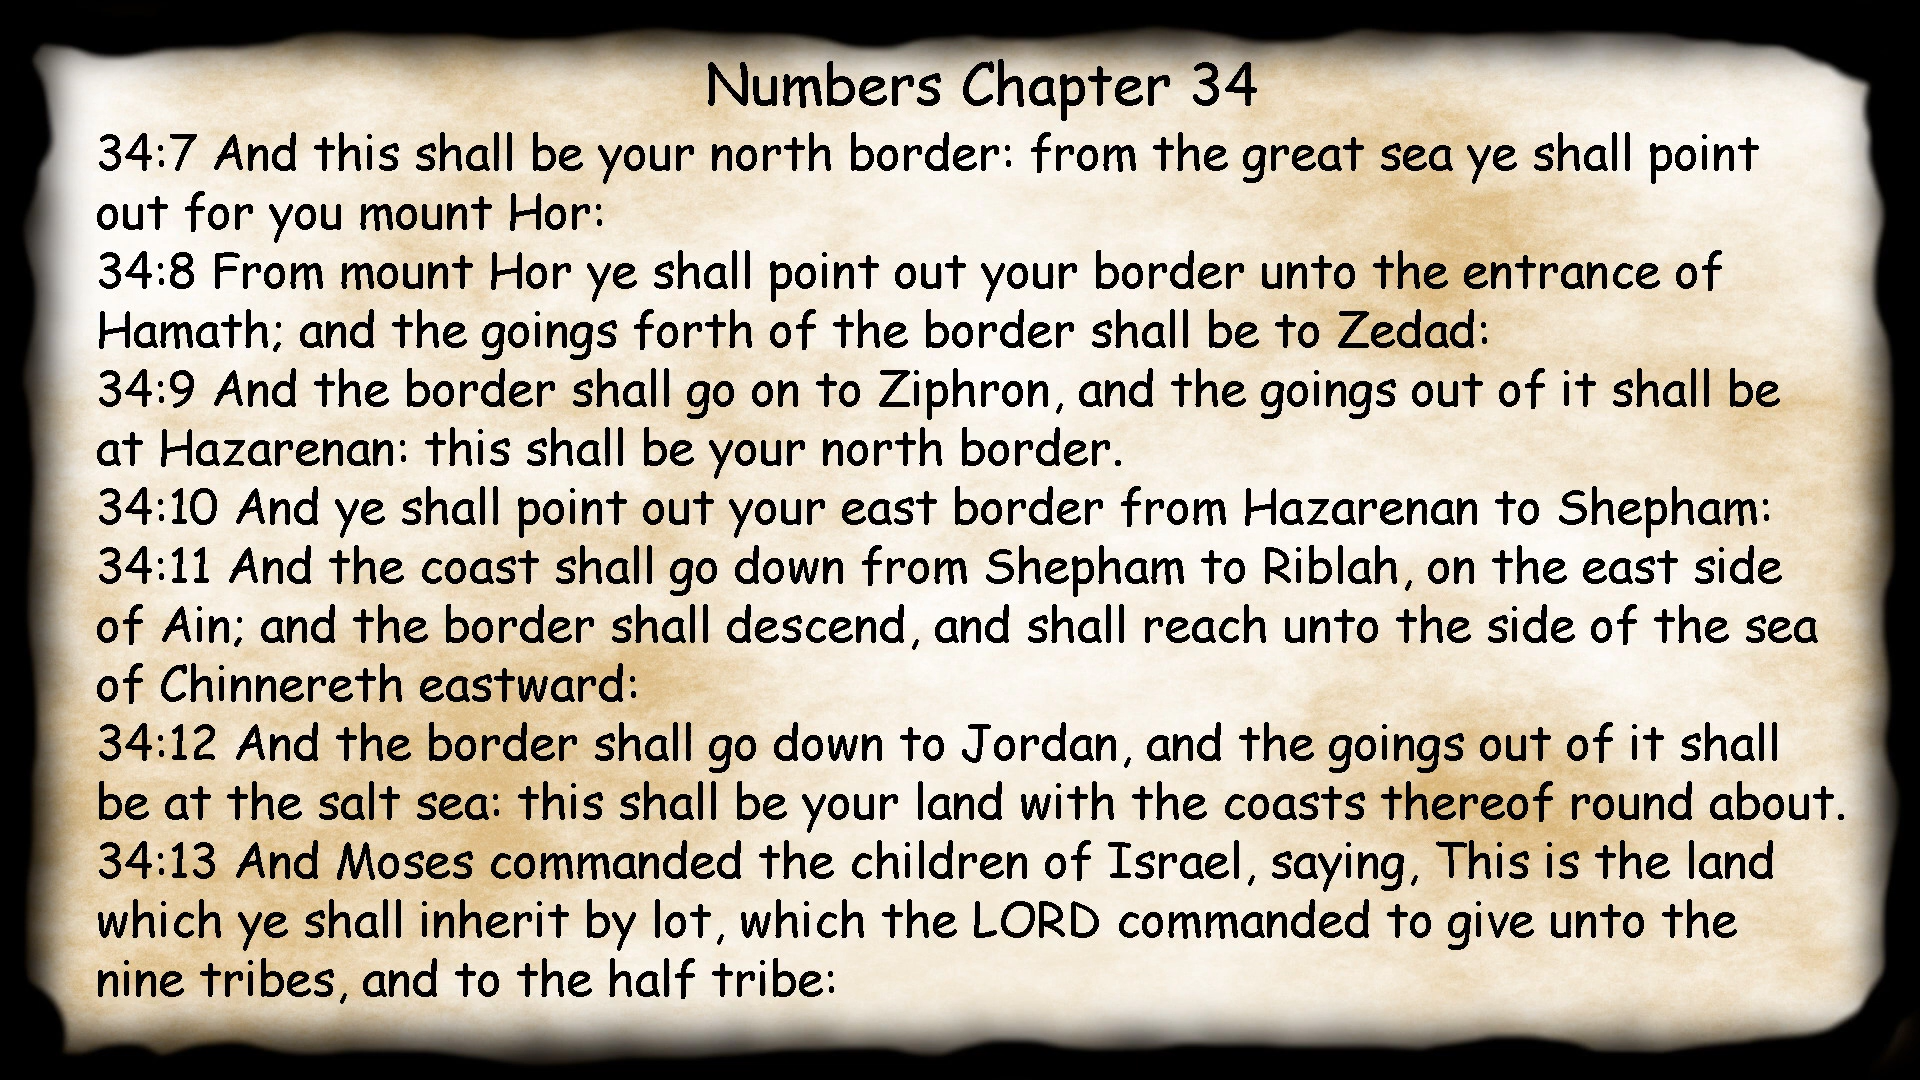 Numbers Chapter 34
34:7 And this shall be your north border: from the great sea ye shall point
out for you mount Hor:
34:8 From mount Hor ye shall point out your border unto the entrance of
Hamath; and the goings forth of the border shall be to Zedad:
34:9 And the border shall go on to Ziphron, and the goings out of it shall be
at Hazarenan: this shall be your north border.
34:10 And ye shall point out your east border from Hazarenan to Shepham:
34:11 And the coast shall go down from Shepham to Riblah, on the east side
of Ain; and the border shall descend, and shall reach unto the side of the sea
of Chinnereth eastward:
34:12 And the border shall go down to Jordan, and the goings out of it shall
be at the salt sea: this shall be your land with the coasts thereof round about.
34:13 And Moses commanded the children of Israel, saying, This is the land
which ye shall inherit by lot, which the LORD commanded to give unto the
nine tribes, and to the half tribe: